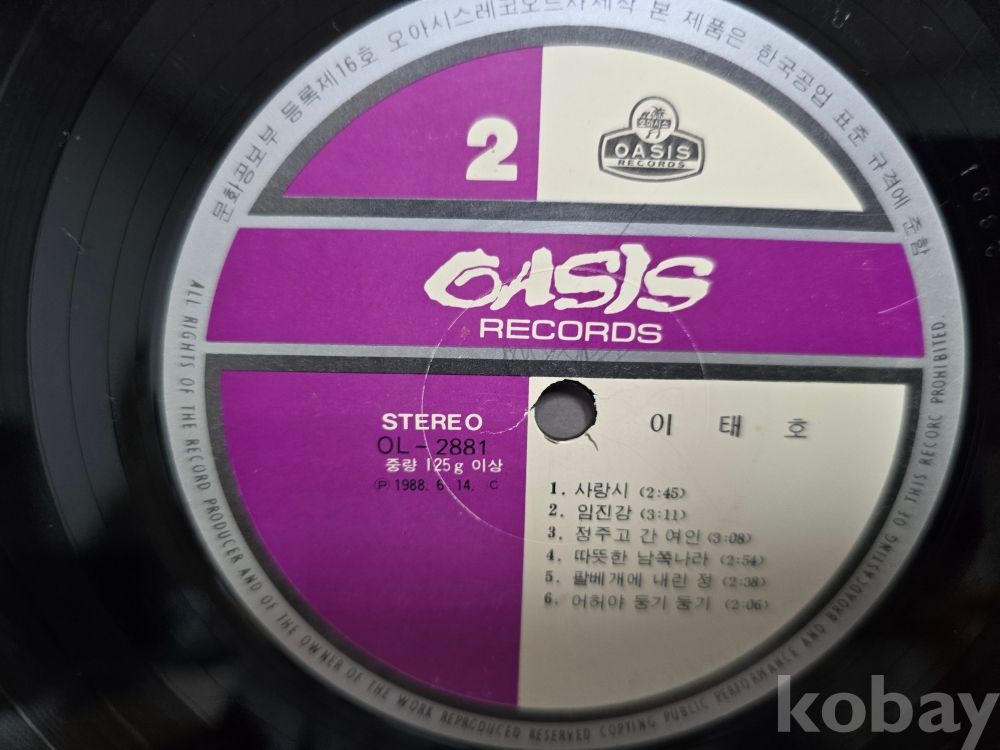 문화공보부 등록제16호 오아시스레코오드사제작 본 제품은 한국공업 표준 규격에 준함
2
오아시스
OASIS
RECORDS
OASIS
RECORDS
STEREO
OL-2881
중량 125g 이상
Ⓟ 1988. 6. 14. C
이 태 호
1. 사랑시 (2:45)
2. 임진강 (3:11)
3. 정주고 간 여인 (3:08)
4. 따뜻한 남쪽나라 (2:54)
5. 팔베개에 내린 정 (2:38)
6. 어허야 둥기 둥기 (2:06)
ALL RIGHTS OF THE RECORD PRODUCER AND OF THE OWNER OF THE WORK REPRODUCED RESERVED COPYING PUBLIC PERFORMANCE AND BROADCASTING OF THIS RECORC PROHIBITED.
kobay